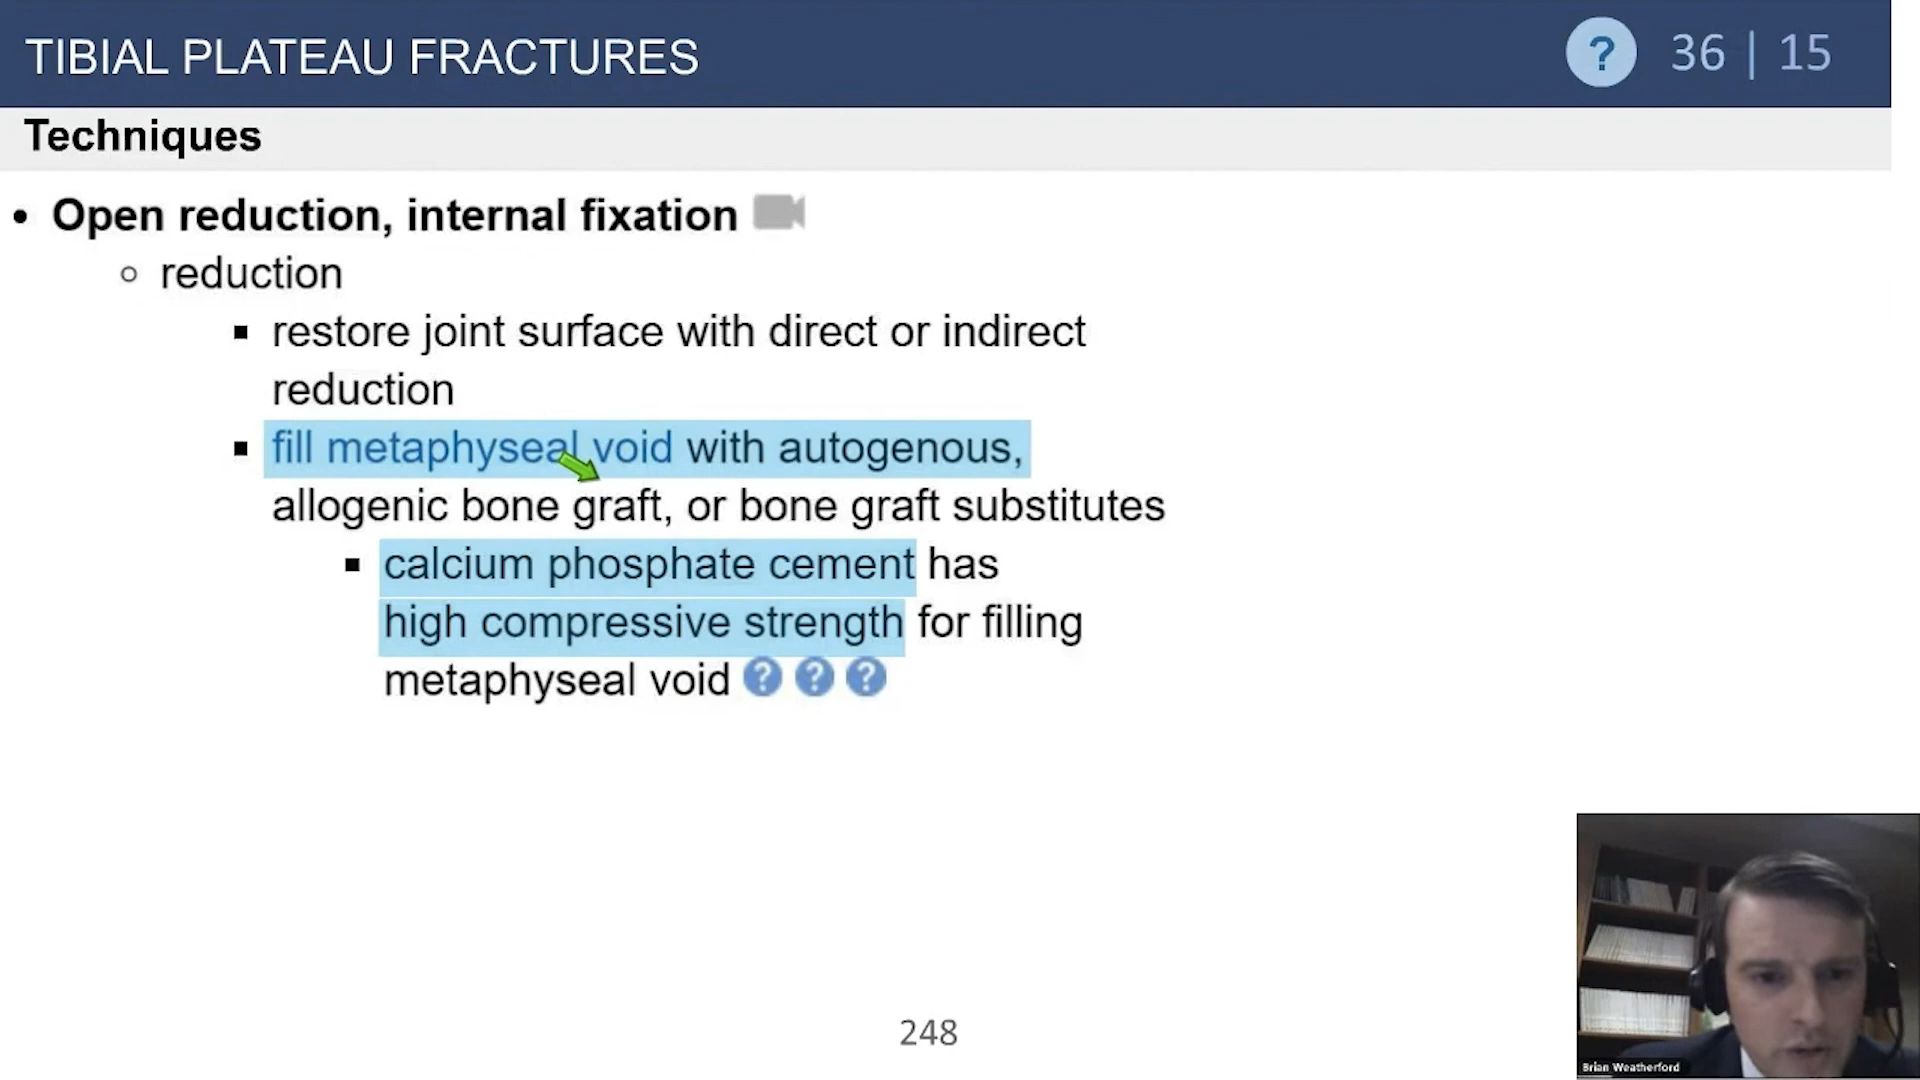 TIBIAL PLATEAU FRACTURES
? 36 | 15
Techniques
• Open reduction, internal fixation
○ reduction
▪ restore joint surface with direct or indirect
reduction
▪ fill metaphyseal void with autogenous,
allogenic bone graft, or bone graft substitutes
▪ calcium phosphate cement has
high compressive strength for filling
metaphyseal void ? ? ?
248
Brian Weatherford